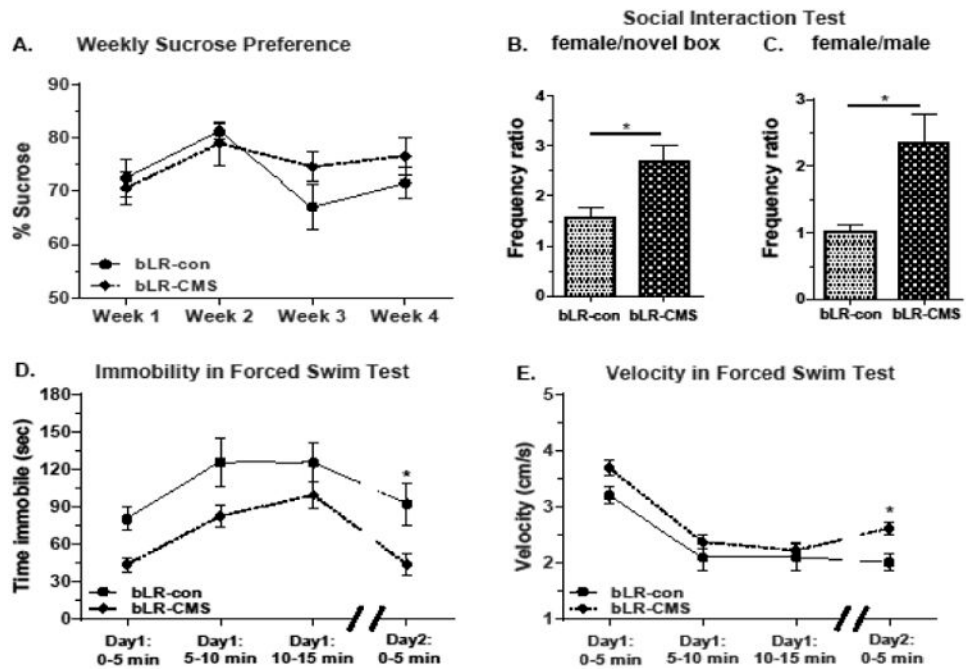 Social Interaction Test
A. Weekly Sucrose Preference
B. female/novel box
C. female/male
% Sucrose
90
80
70
60
50
bLR-con
bLR-CMS
Week 1 Week 2 Week 3 Week 4
Frequency ratio
4
3
2
1
0
*
bLR-con bLR-CMS
Frequency ratio
3
2
1
0
*
bLR-con bLR-CMS
D. Immobility in Forced Swim Test
Time immobile (sec)
180
150
120
90
60
30
0
*
bLR-con
bLR-CMS
Day1: Day1: Day1: Day2:
0-5 min 5-10 min 10-15 min 0-5 min
E. Velocity in Forced Swim Test
Velocity (cm/s)
5
4
3
2
1
*
bLR-con
bLR-CMS
Day1: Day1: Day1: Day2:
0-5 min 5-10 min 10-15 min 0-5 min